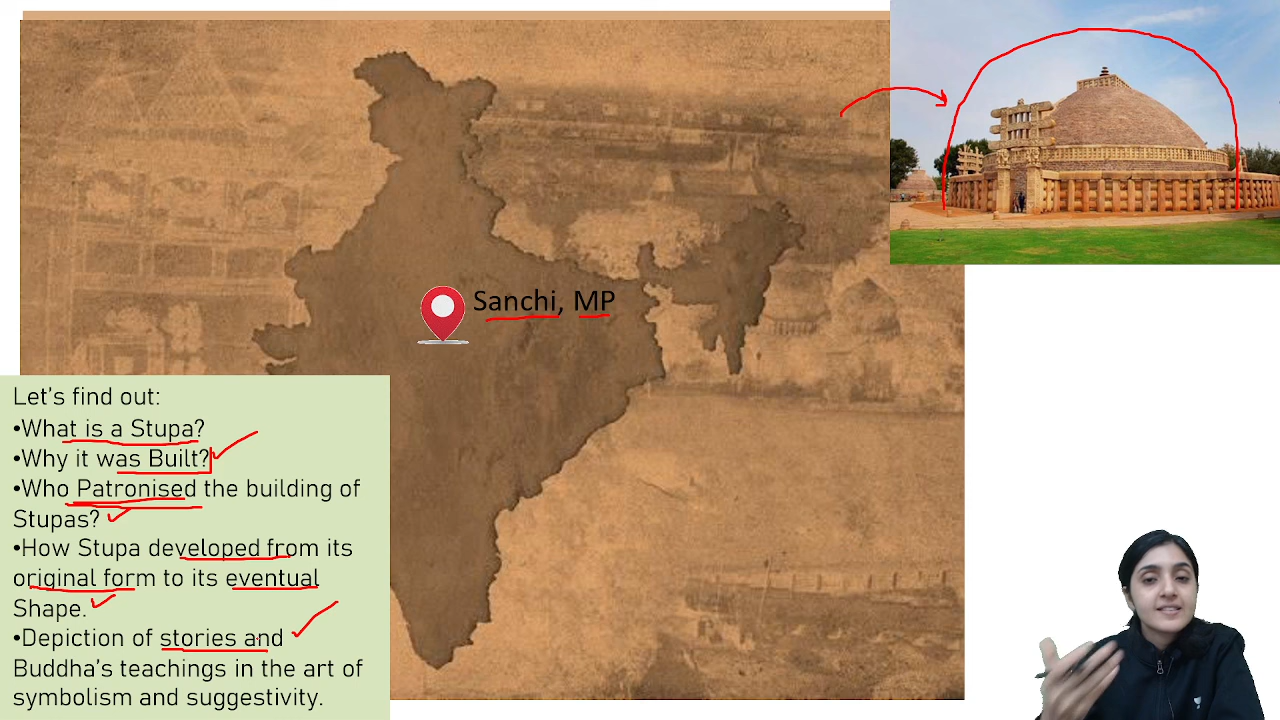 Sanchi, MP
Let's find out:
•What is a Stupa?
•Why it was Built?
•Who Patronised the building of
Stupas?
•How Stupa developed from its
original form to its eventual
Shape.
•Depiction of stories and
Buddha's teachings in the art of
symbolism and suggestivity.